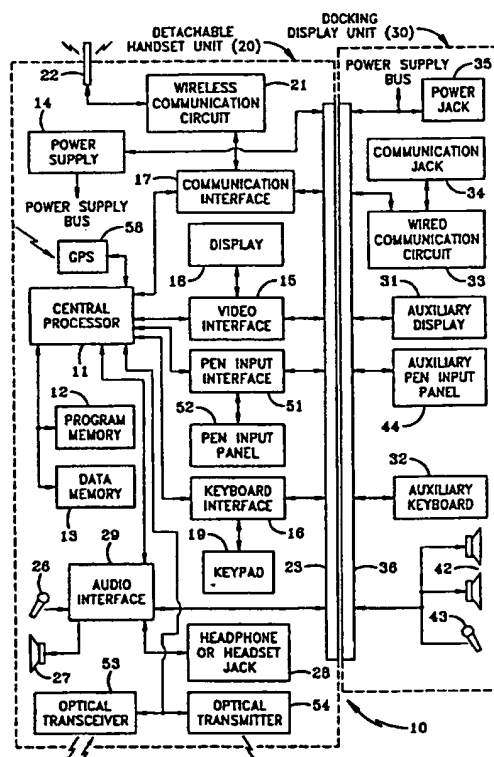 DETACHABLE
HANDSET UNIT (20)
DOCKING
DISPLAY UNIT (30)
22
WIRELESS
COMMUNICATION
CIRCUIT
21
POWER SUPPLY
BUS
35
POWER
JACK
14
POWER
SUPPLY
17
COMMUNICATION
INTERFACE
COMMUNICATION
JACK
34
POWER SUPPLY
BUS
58
GPS
DISPLAY
18
15
WIRED
COMMUNICATION
CIRCUIT
33
CENTRAL
PROCESSOR
11
VIDEO
INTERFACE
31
AUXILIARY
DISPLAY
PEN INPUT
INTERFACE
51
AUXILIARY
PEN INPUT
PANEL
44
12
PROGRAM
MEMORY
52
PEN INPUT
PANEL
DATA
MEMORY
13
KEYBOARD
INTERFACE
16
32
AUXILIARY
KEYBOARD
19
KEYPAD
29
26
AUDIO
INTERFACE
23
36
42
43
27
HEADPHONE
OR HEADSET
JACK
28
53
OPTICAL
TRANSCEIVER
OPTICAL
TRANSMITTER
54
10